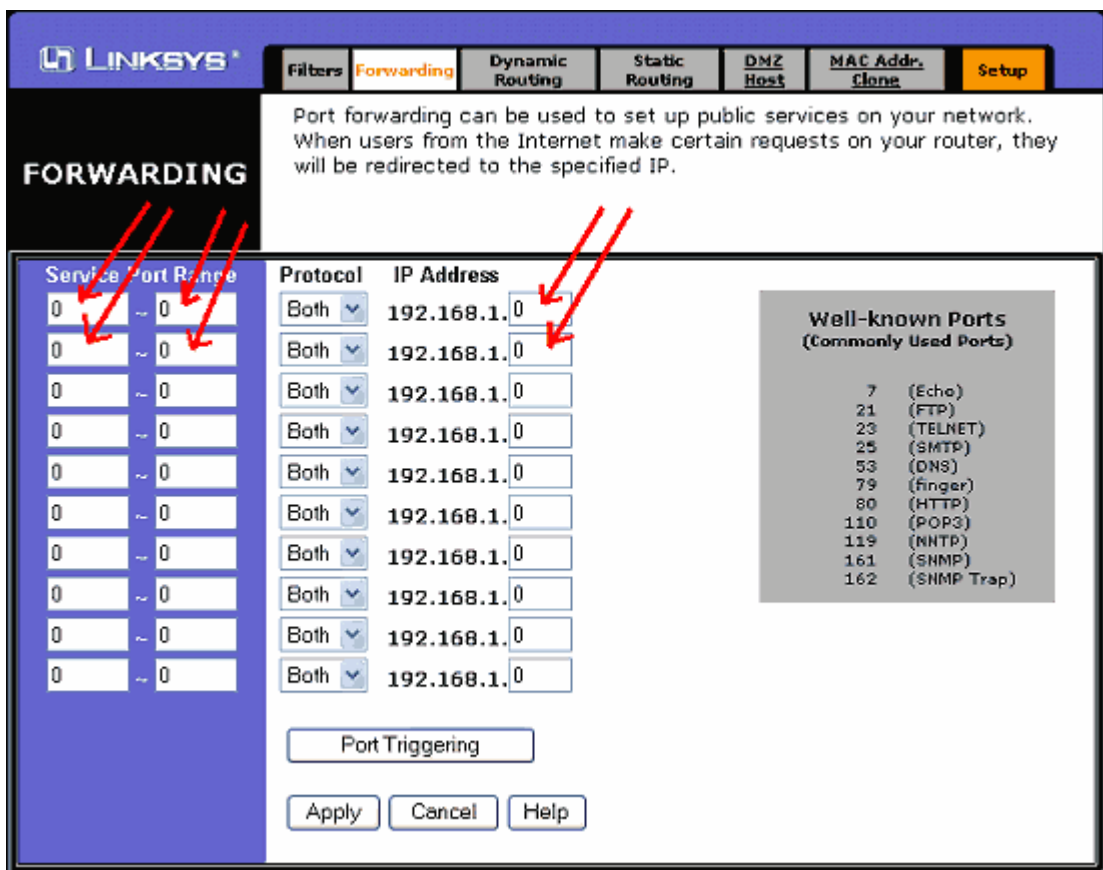 LINKSYS®
Filters Forwarding Dynamic Routing Static Routing DMZ Host MAC Addr. Clone Setup
FORWARDING
Port forwarding can be used to set up public services on your network.
When users from the Internet make certain requests on your router, they
will be redirected to the specified IP.
Service Port Range Protocol IP Address
0 ~ 0 Both 192.168.1. 0
0 ~ 0 Both 192.168.1. 0
0 ~ 0 Both 192.168.1. 0
0 ~ 0 Both 192.168.1. 0
0 ~ 0 Both 192.168.1. 0
0 ~ 0 Both 192.168.1. 0
0 ~ 0 Both 192.168.1. 0
0 ~ 0 Both 192.168.1. 0
0 ~ 0 Both 192.168.1. 0
0 ~ 0 Both 192.168.1. 0
Well-known Ports
(Commonly Used Ports)
7 (Echo)
21 (FTP)
23 (TELNET)
25 (SMTP)
53 (DNS)
79 (finger)
80 (HTTP)
110 (POP3)
119 (NNTP)
161 (SNMP)
162 (SNMP Trap)
Port Triggering
Apply Cancel Help